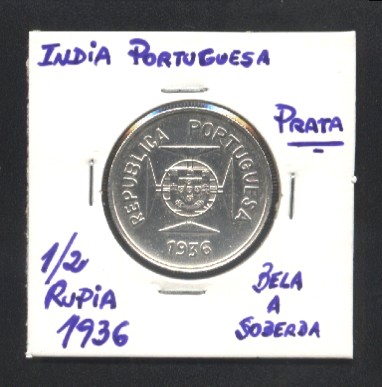 INDIA PORTUGUESA
PRATA
REPUBLICA PORTUGUESA
1936
1/2
RUPIA
1936
BELA
A
SOBERBA